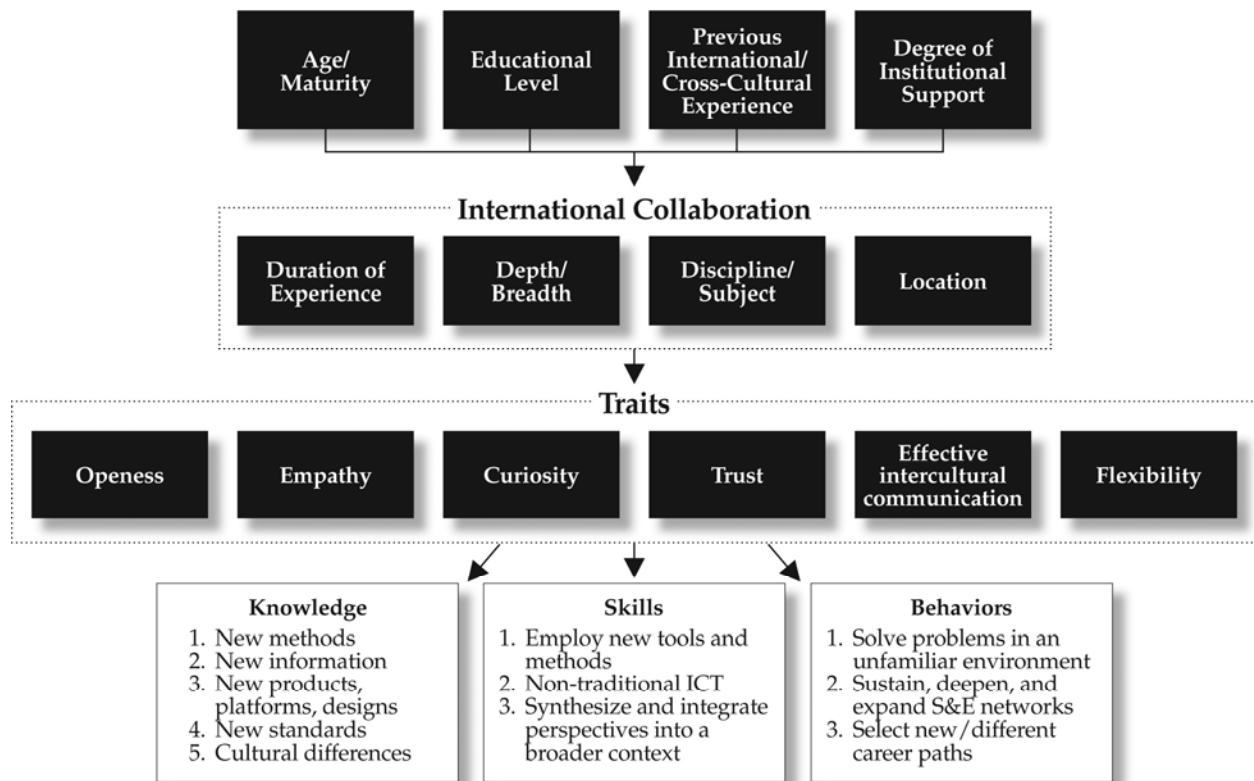 Age/
Maturity
Educational
Level
Previous
International/
Cross-Cultural
Experience
Degree of
Institutional
Support
International Collaboration
Duration of
Experience
Depth/
Breadth
Discipline/
Subject
Location
Traits
Openess
Empathy
Curiosity
Trust
Effective
intercultural
communication
Flexibility
Knowledge
1. New methods
2. New information
3. New products,
platforms, designs
4. New standards
5. Cultural differences
Skills
1. Employ new tools and
methods
2. Non-traditional ICT
3. Synthesize and integrate
perspectives into a
broader context
Behaviors
1. Solve problems in an
unfamiliar environment
2. Sustain, deepen, and
expand S&E networks
3. Select new/different
career paths